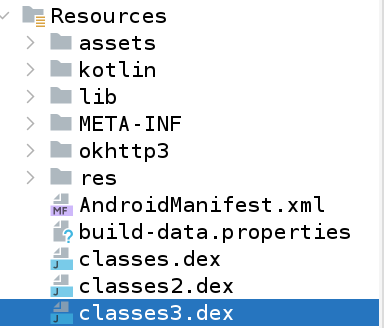 Resources
assets
kotlin
lib
META-INF
okhttp3
res
MF AndroidManifest.xml
? build-data.properties
J classes.dex
J classes2.dex
J classes3.dex